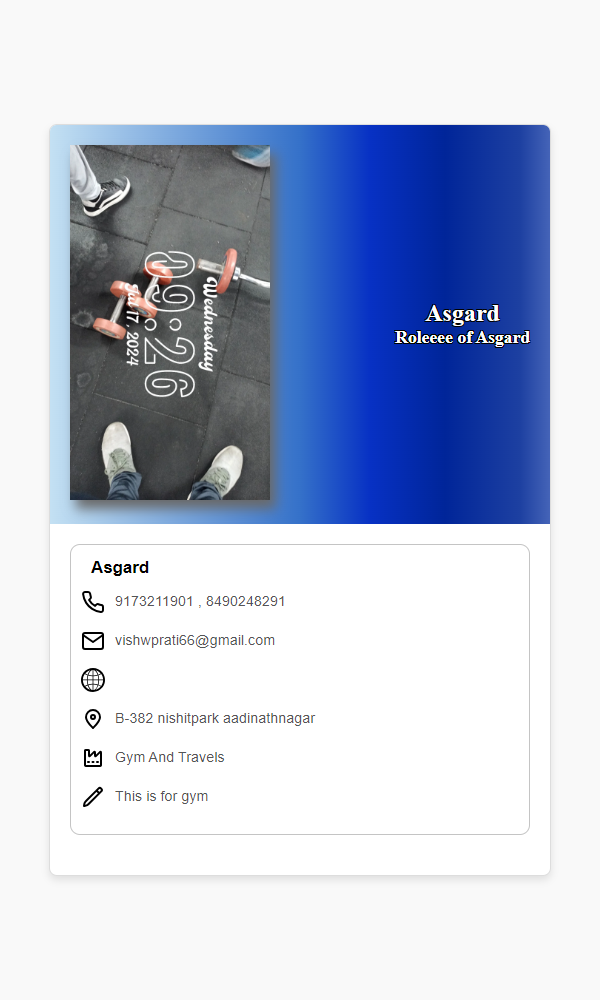 Wednesday
09:26
Jul 17, 2024
Asgard
Roleeee of Asgard
Asgard
9173211901 , 8490248291
vishwprati66@gmail.com
B-382 nishitpark aadinathnagar
Gym And Travels
This is for gym